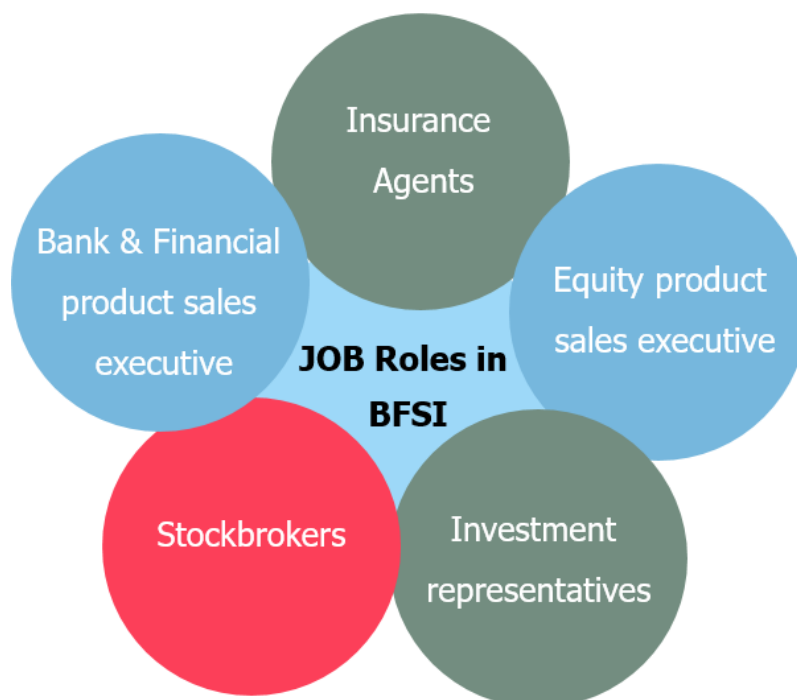 Insurance
Agents
Bank & Financial
product sales
executive
Equity product
sales executive
JOB Roles in
BFSI
Stockbrokers
Investment
representatives